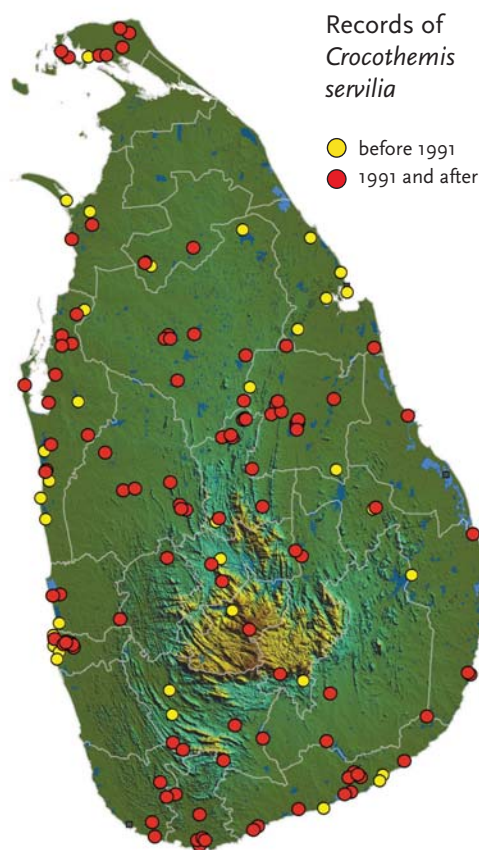 Records of
Crocothemis
servilia
before 1991
1991 and after